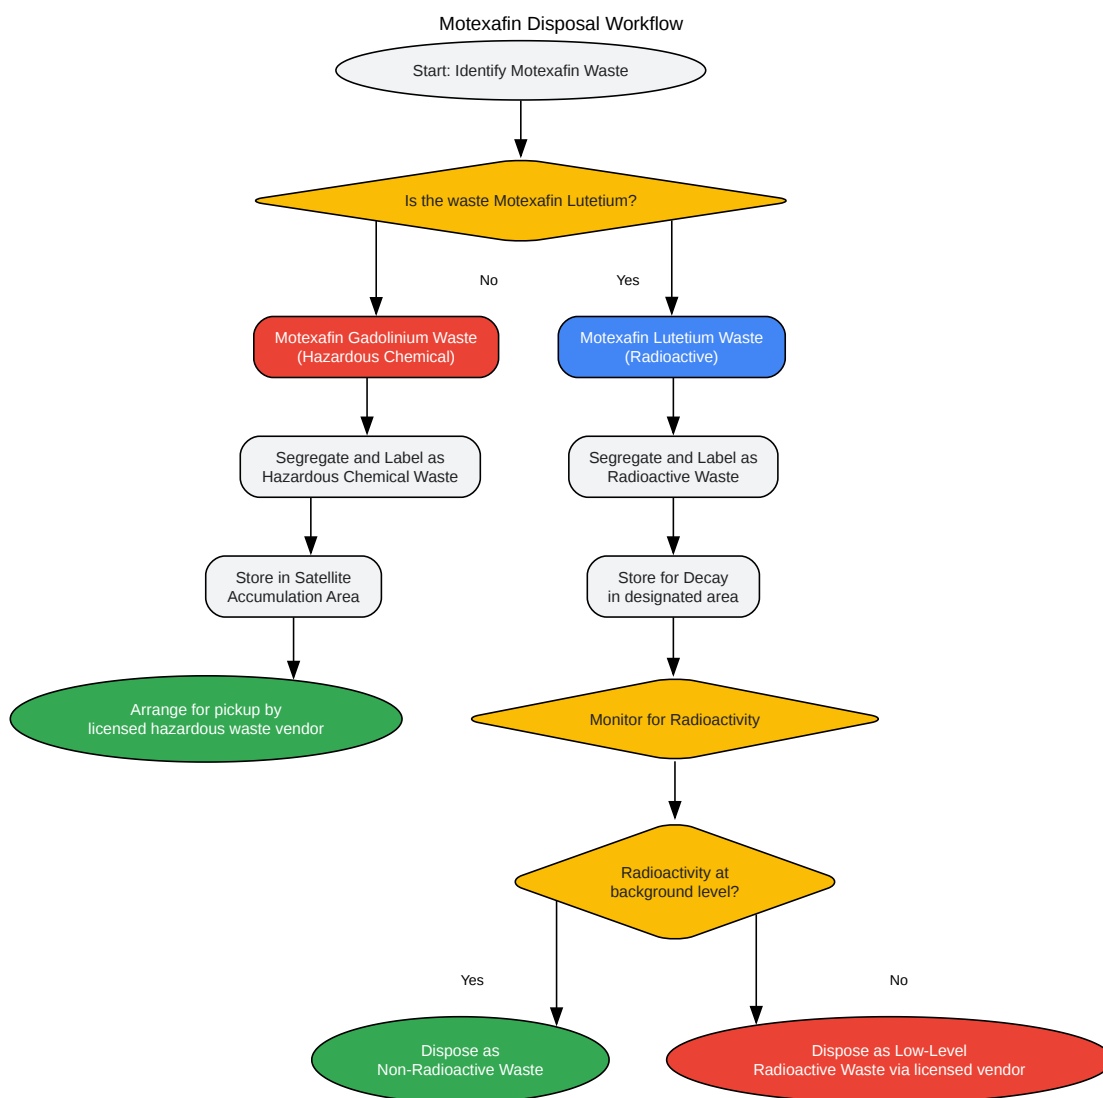 Motexafin Disposal Workflow
Start: Identify Motexafin Waste
Is the waste Motexafin Lutetium?
No
Yes
Motexafin Gadolinium Waste
(Hazardous Chemical)
Motexafin Lutetium Waste
(Radioactive)
Segregate and Label as
Hazardous Chemical Waste
Segregate and Label as
Radioactive Waste
Store in Satellite
Accumulation Area
Store for Decay
in designated area
Arrange for pickup by
licensed hazardous waste vendor
Monitor for Radioactivity
Radioactivity at
background level?
Yes
No
Dispose as
Non-Radioactive Waste
Dispose as Low-Level
Radioactive Waste via licensed vendor